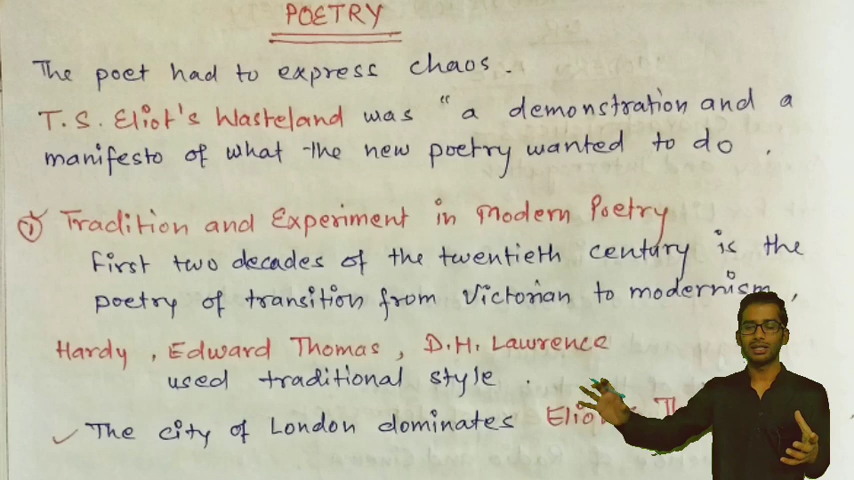 POETRY
The poet had to express chaos.
T.S. Eliot's Wasteland was "a demonstration and a
manifesto of what the new poetry wanted to do.
① Tradition and Experiment in Modern Poetry
First two decades of the twentieth century is the
poetry of transition from Victorian to modernism,
Hardy, Edward Thomas, D.H. Lawrence
used traditional style.
The city of London dominates